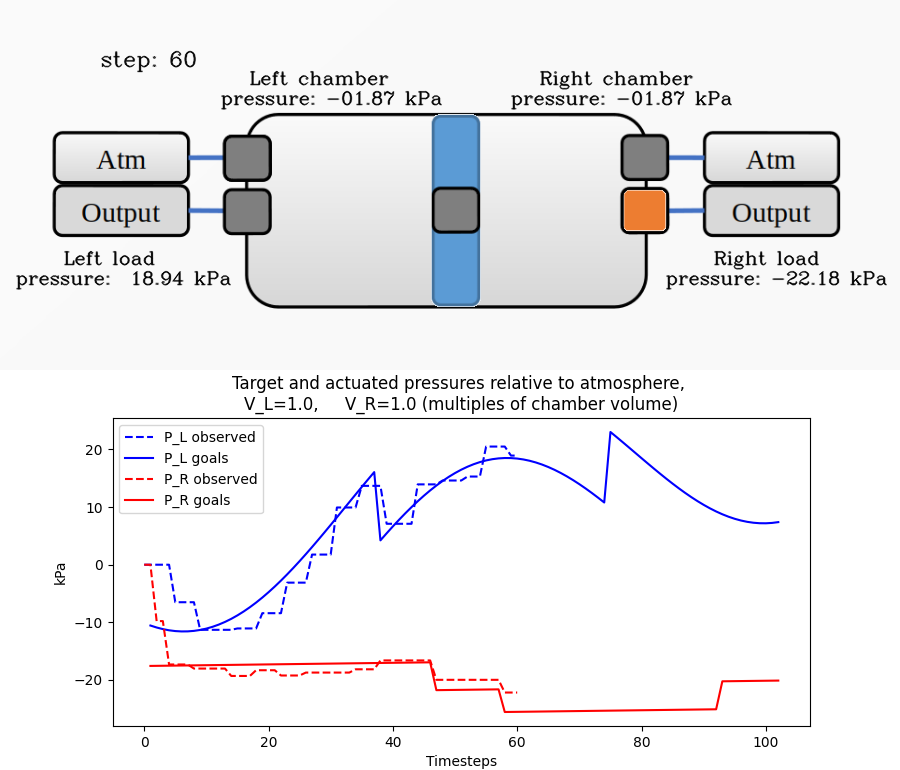 step: 60
Left chamber
pressure: −01.87 kPa
Right chamber
pressure: −01.87 kPa
Atm
Output
Atm
Output
Left load
pressure: 18.94 kPa
Right load
pressure: −22.18 kPa
Target and actuated pressures relative to atmosphere,
V_L=1.0, V_R=1.0 (multiples of chamber volume)
P_L observed
P_L goals
P_R observed
P_R goals
kPa
20
10
0
−10
−20
0 20 40 60 80 100
Timesteps